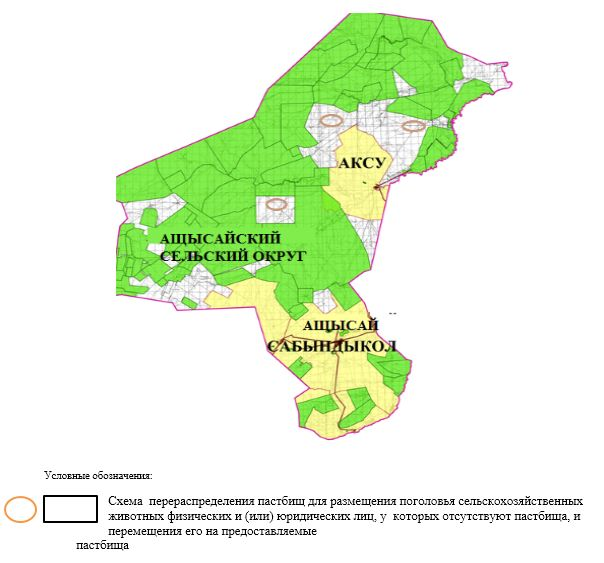 АКСУ
АЩЫСАЙСКИЙ
СЕЛЬСКИЙ ОКРУГ
АЩЫСАЙ
САБЫНДЫКОЛ
Условные обозначения:
Схема перераспределения пастбищ для размещения поголовья сельскохозяйственных
животных физических и (или) юридических лиц, у которых отсутствуют пастбища, и
перемещения его на предоставляемые
пастбища